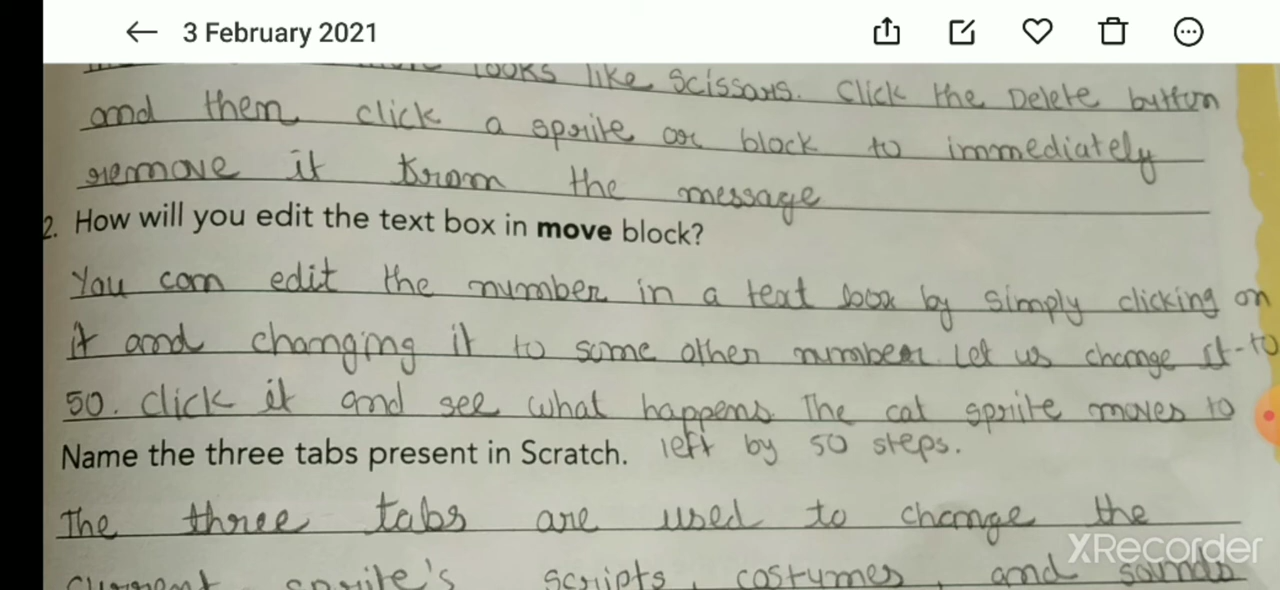 3 February 2021
looks like Scissors. Click the Delete button
and them click a sprite or block to immediately
remove it from the message
2. How will you edit the text box in move block?
You can edit the number in a text box by simply clicking on
it and changing it to some other number. Let us change it to
50. Click it and see what happens. The cat sprite moves to
left by 50 steps.
Name the three tabs present in Scratch.
The three tabs are used to change the
current sprite's scripts, costumes, and sounds
XRecorder